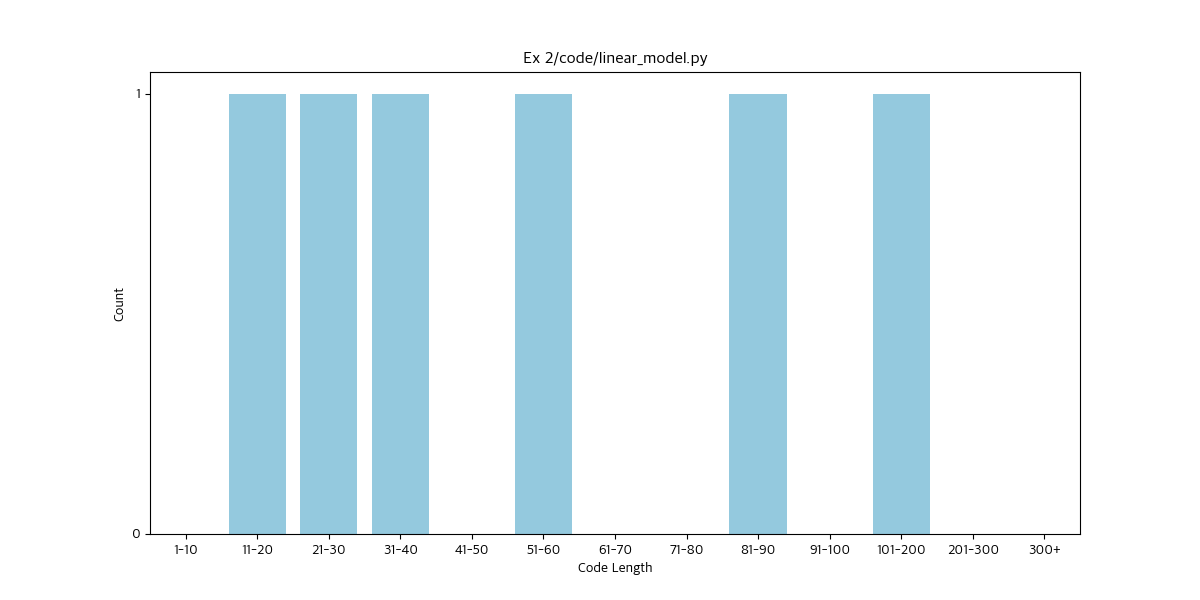 Ex 2/code/linear_model.py
1
Count
0
1-10 11-20 21-30 31-40 41-50 51-60 61-70 71-80 81-90 91-100 101-200 201-300 300+
Code Length